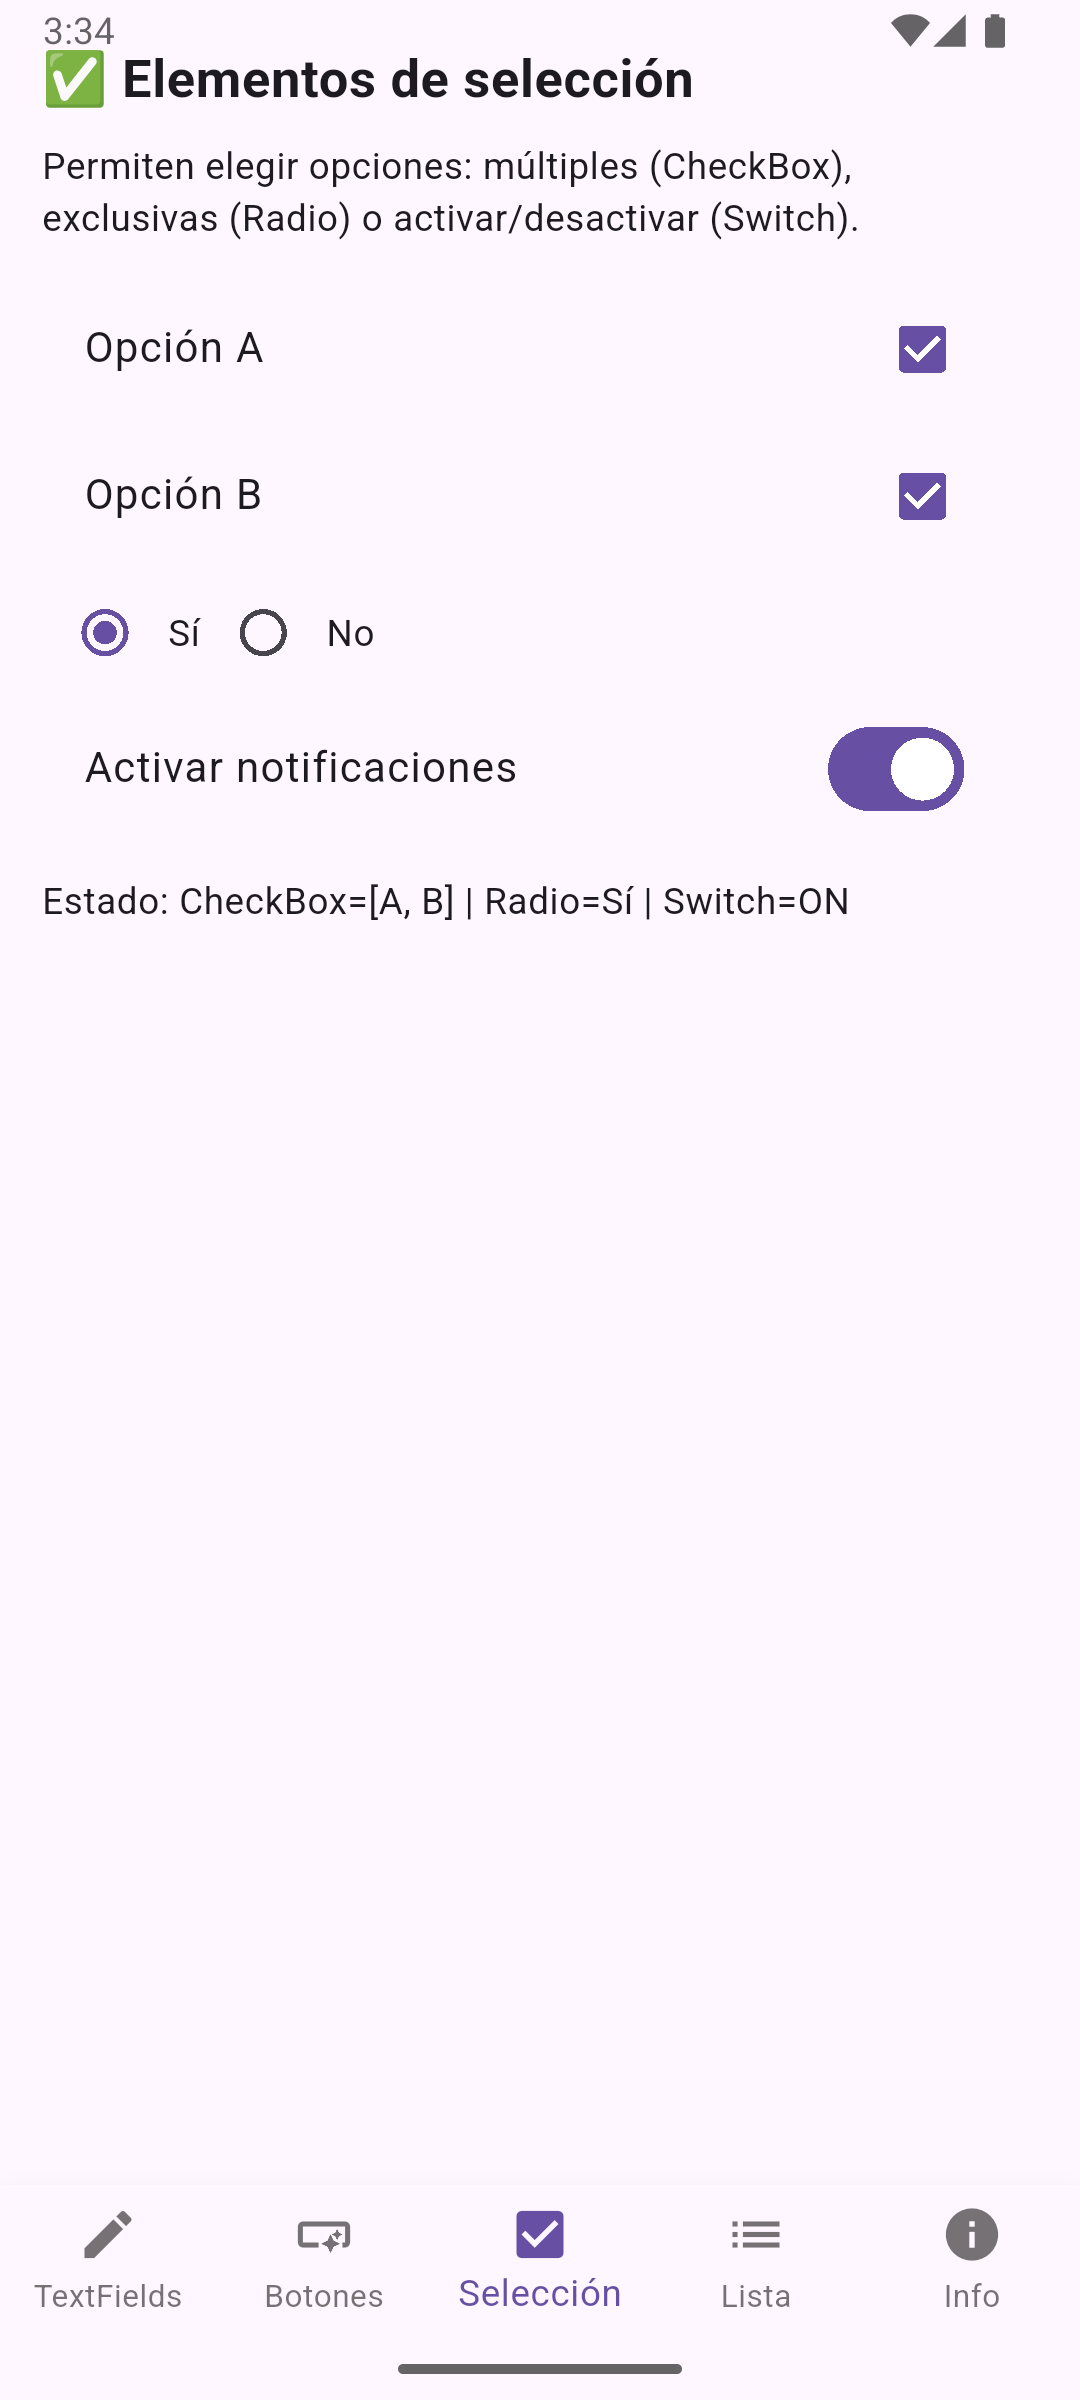 3:34
✅ Elementos de selección
Permiten elegir opciones: múltiples (CheckBox),
exclusivas (Radio) o activar/desactivar (Switch).
Opción A
Opción B
Sí No
Activar notificaciones
Estado: CheckBox=[A, B] | Radio=Sí | Switch=ON
TextFields Botones Selección Lista Info